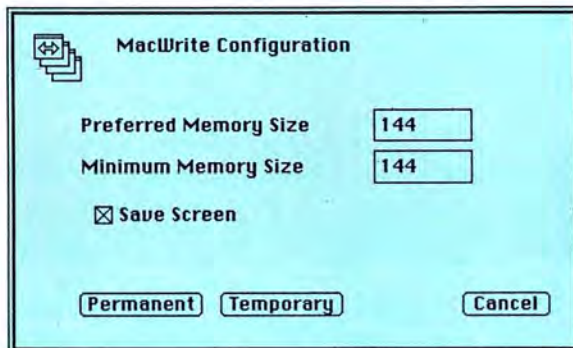 MacWrite Configuration
Preferred Memory Size 144
Minimum Memory Size 144
Save Screen
Permanent Temporary Cancel